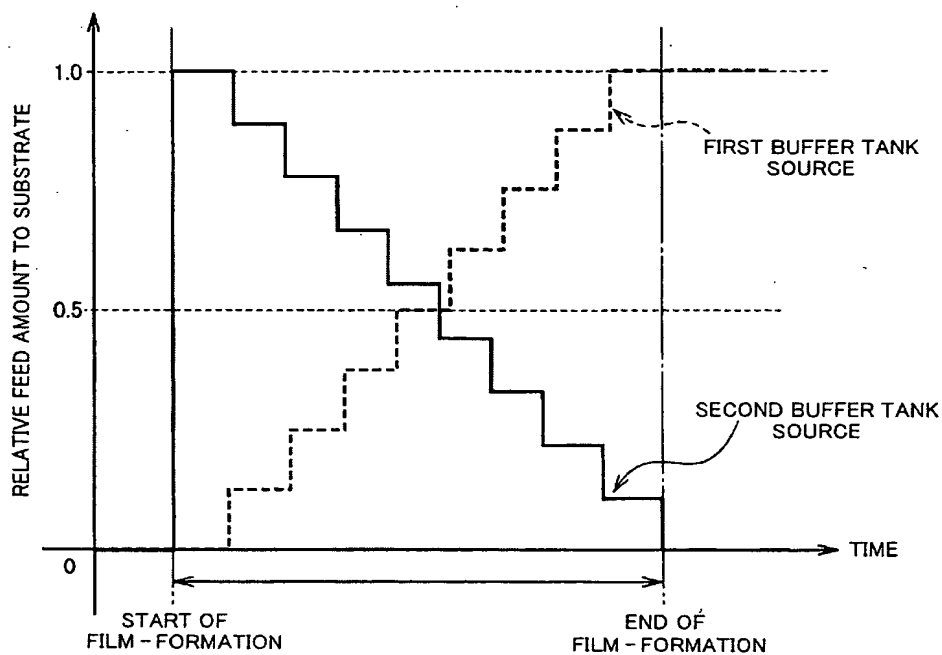 RELATIVE FEED AMOUNT TO SUBSTRATE
1.0
0.5
0
FIRST BUFFER TANK
SOURCE
SECOND BUFFER TANK
SOURCE
TIME
START OF
FILM-FORMATION
END OF
FILM-FORMATION